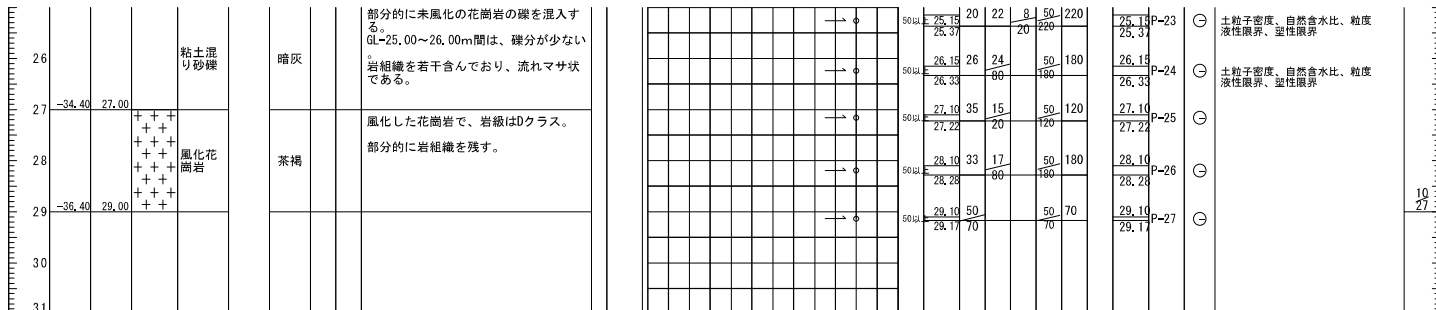 部分的に未風化の花崗岩の礫を混入す
る。
GL-25.00～26.00m間は、礫分が少ない
。
岩組織を若干含んでおり、流れマサ状
である。
粘土混
り砂礫
暗灰
50以上 25.15 25.37 20 22 8/20 50/220 220 25.15 25.37 P-23
土粒子密度、自然含水比、粒度
液性限界、塑性限界
26
50以上 26.15 26.33 26 24/80 50/180 180 26.15 26.33 P-24
土粒子密度、自然含水比、粒度
液性限界、塑性限界
27 -34.40 27.00
風化した花崗岩で、岩級はDクラス。
部分的に岩組織を残す。
風化花
崗岩
茶褐
50以上 27.10 27.22 35 15/20 50/120 120 27.10 27.22 P-25
28
50以上 28.10 28.28 33 17/80 50/180 180 28.10 28.28 P-26
29 -36.40 29.00
50以上 29.10 29.17 50/70 50/70 70 29.10 29.17 P-27
10/27
30
31